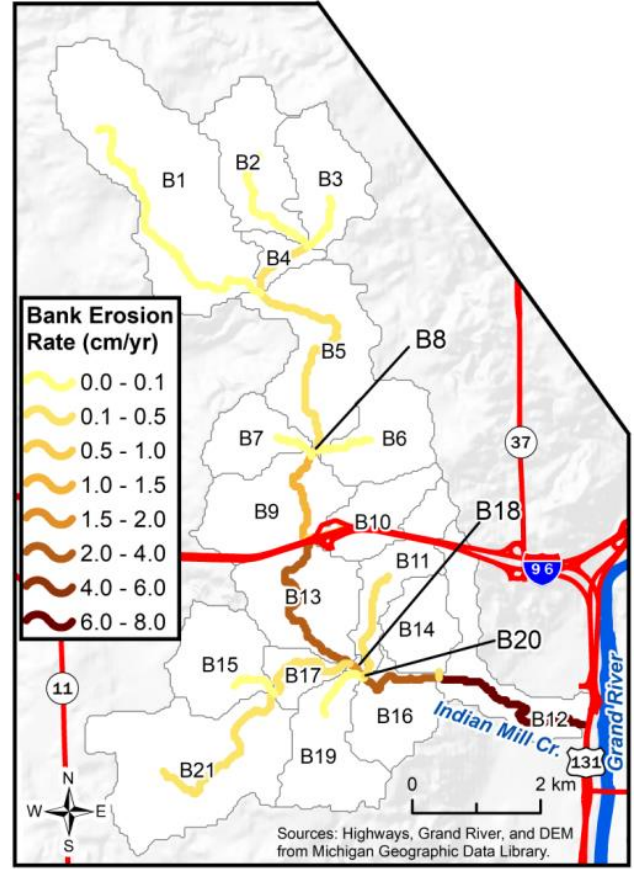 B1
B2
B3
B4
Bank Erosion
Rate (cm/yr)
0.0 - 0.1
0.1 - 0.5
0.5 - 1.0
1.0 - 1.5
1.5 - 2.0
2.0 - 4.0
4.0 - 6.0
6.0 - 8.0
B5
B8
B7
B6
37
B9
B10
B18
96
B11
B13
B14
B20
B15
B17
11
B16
Indian Mill Cr.
B12
Grand River
131
B19
B21
N
W
E
S
0
2 km
Sources: Highways, Grand River, and DEM
from Michigan Geographic Data Library.